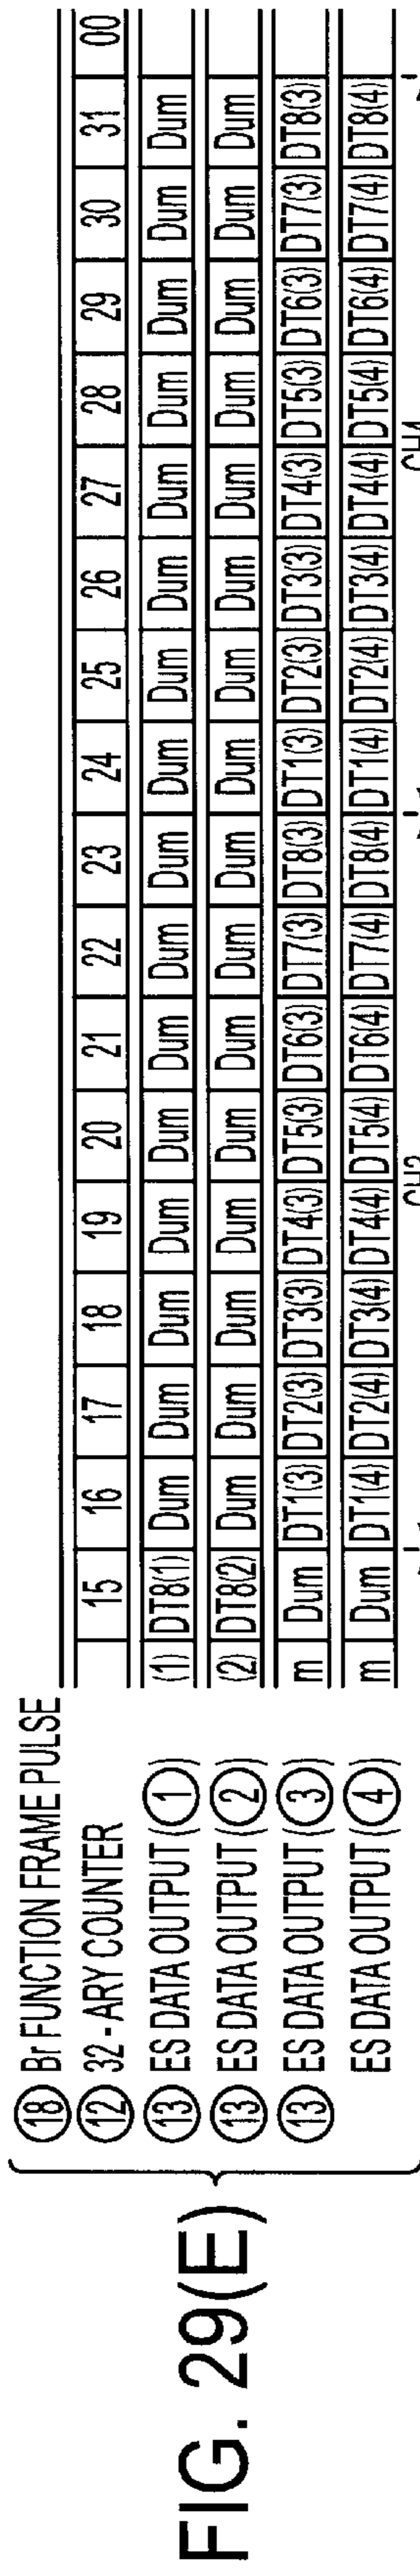 FIG. 29(E)
⑱ Br FUNCTION FRAME PULSE
⑫ 32 - ARY COUNTER 15 16 17 18 19 20 21 22 23 24 25 26 27 28 29 30 31 00
⑬ ES DATA OUTPUT (①) (1) DT8(1) Dum Dum Dum Dum Dum Dum Dum Dum Dum Dum Dum Dum Dum Dum Dum Dum
⑬ ES DATA OUTPUT (②) (2) DT8(2) Dum Dum Dum Dum Dum Dum Dum Dum Dum Dum Dum Dum Dum Dum Dum Dum
⑬ ES DATA OUTPUT (③) m Dum DT1(3) DT2(3) DT3(3) DT4(3) DT5(3) DT6(3) DT7(3) DT8(3) DT1(3) DT2(3) DT3(3) DT4(3) DT5(3) DT6(3) DT7(3) DT8(3)
ES DATA OUTPUT (④) m Dum DT1(4) DT2(4) DT3(4) DT4(4) DT5(4) DT6(4) DT7(4) DT8(4) DT1(4) DT2(4) DT3(4) DT4(4) DT5(4) DT6(4) DT7(4) DT8(4)
CH4